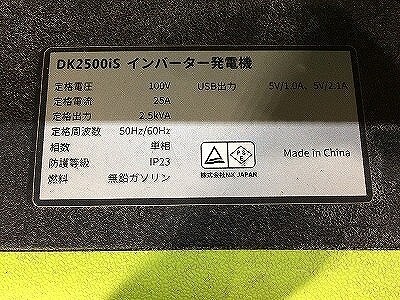 DK2500iS インバーター発電機
定格電圧 100V USB出力 5V/1.0A、5V/2.1A
定格電流 25A
定格出力 2.5kVA
定格周波数 50Hz/60Hz
相数 単相
防護等級 IP23
燃料 無鉛ガソリン
PS
E
Made in China
株式会社NX JAPAN